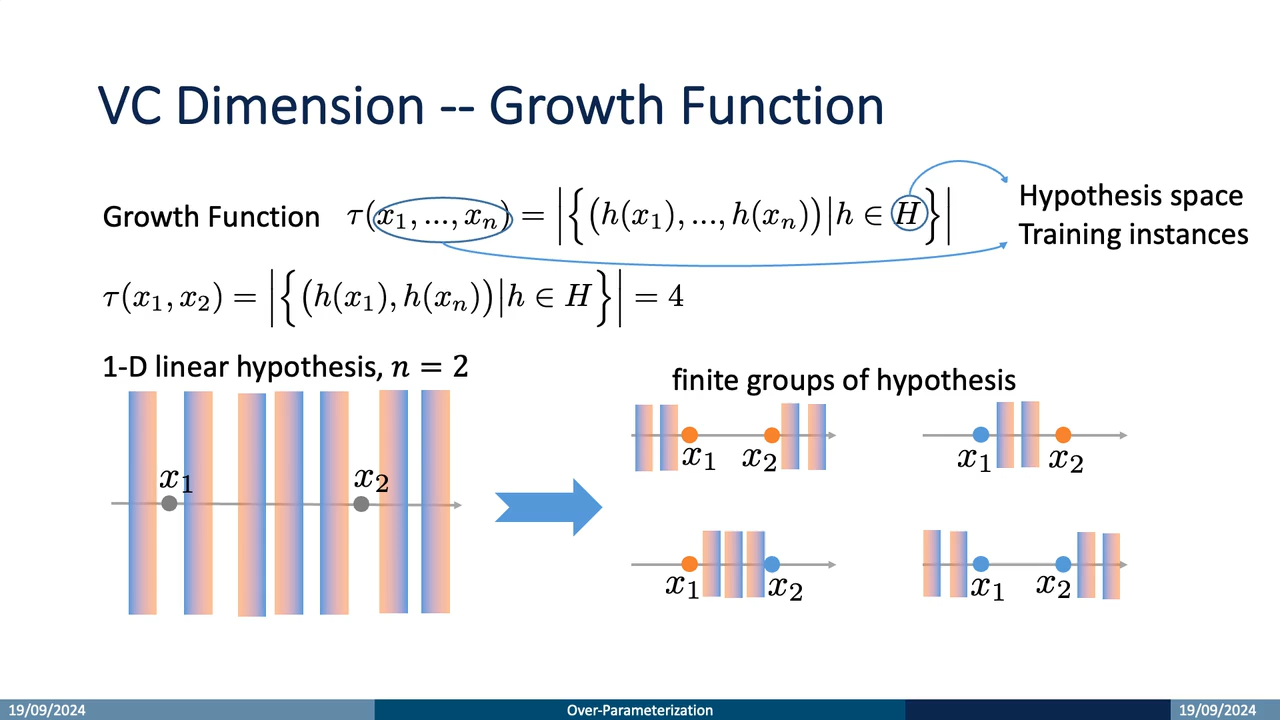 VC Dimension -- Growth Function
Growth Function τ(x₁, ..., xₙ) = |{(h(x₁), ..., h(xₙ))|h ∈ H}|
Hypothesis space
Training instances
τ(x₁, x₂) = |{(h(x₁), h(xₙ))|h ∈ H}| = 4
1-D linear hypothesis, n = 2
finite groups of hypothesis
x₁ x₂
x₁ x₂
x₁ x₂
x₁ x₂
x₁ x₂
19/09/2024 Over-Parameterization 19/09/2024